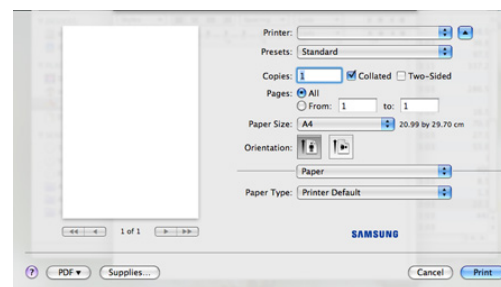 Printer:
Presets: Standard
Copies: 1 Collated Two-Sided
Pages: All
From: 1 to: 1
Paper Size: A4 20.99 by 29.70 cm
Orientation:
Paper
Paper Type: Printer Default
1 of 1
SAMSUNG
? PDF▼ Supplies... Cancel Print